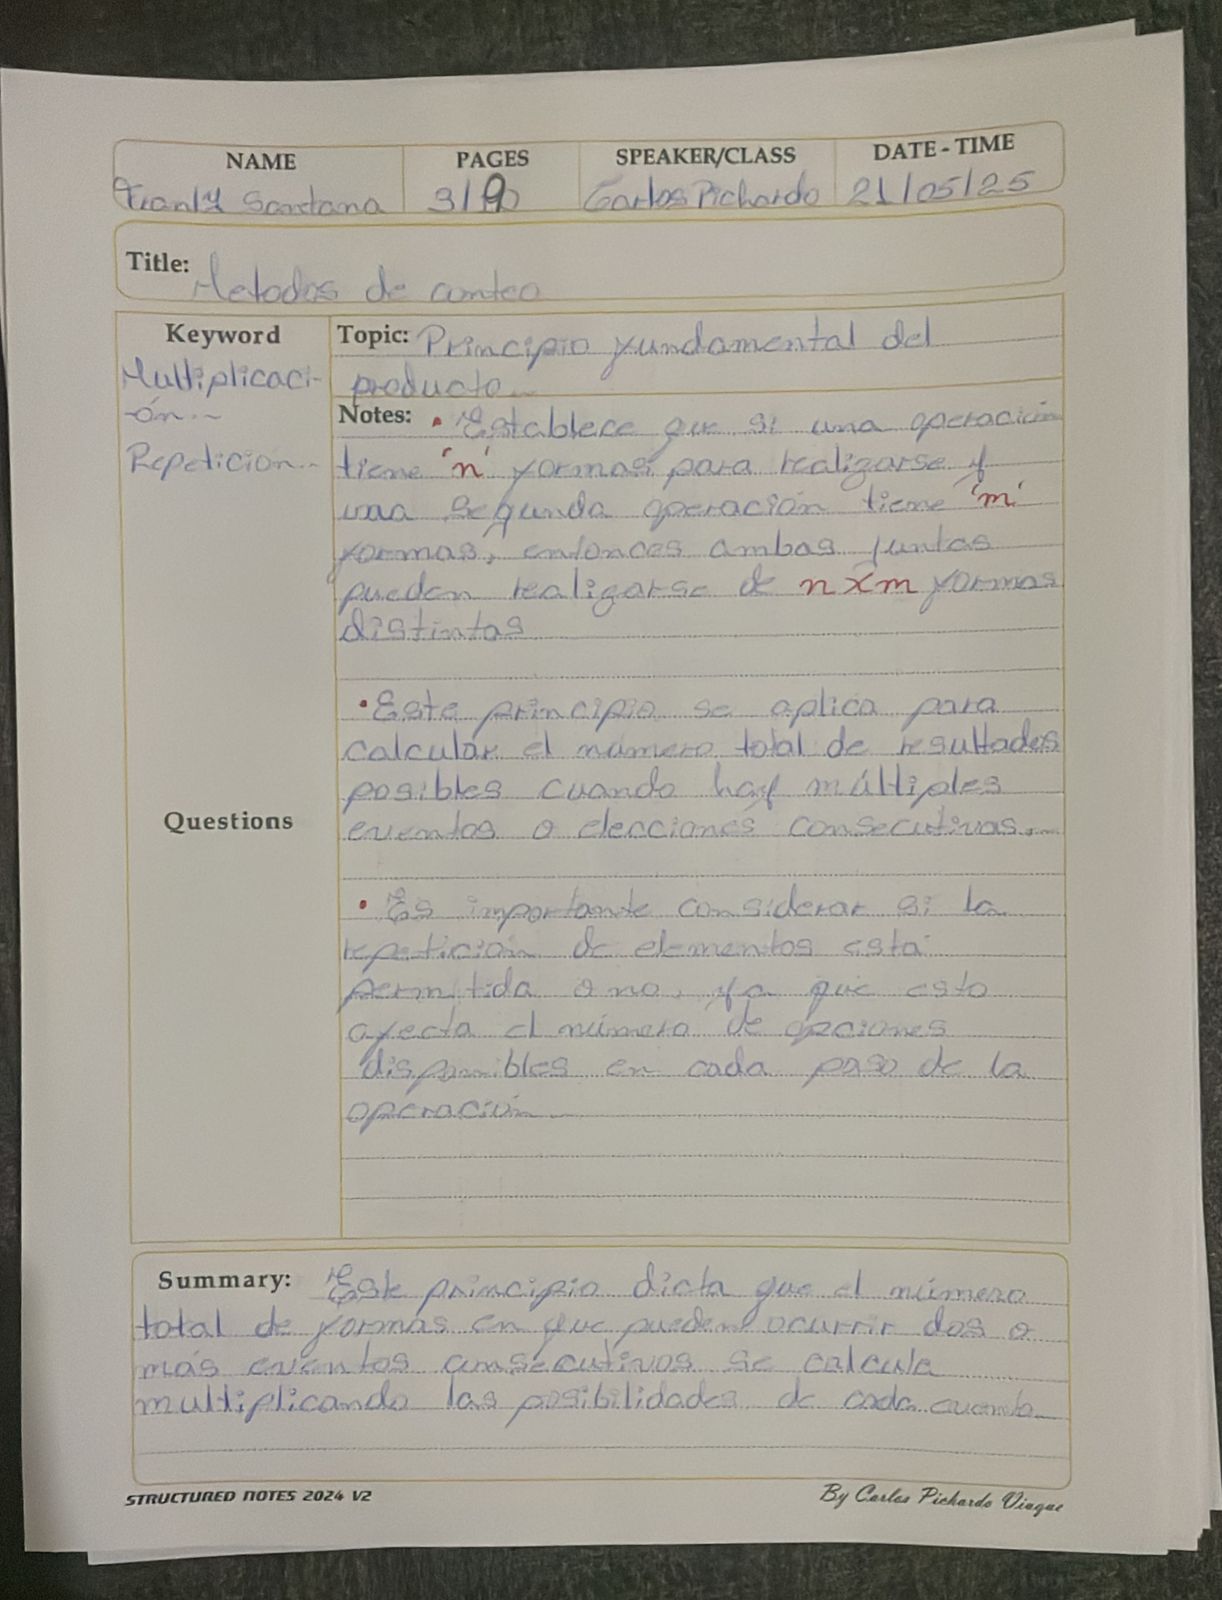 NAME PAGES SPEAKER/CLASS DATE-TIME
Santana 3/ Carlos Pichardo 21/05/25
Title: Metodos de conteo
Keyword
Multiplicaci-
ón..
Repeticion..
Topic: Principio fundamental del
producto..
Notes: • Establece que si una operación
tiene 'n' formas para realizarse y
una segunda operación tiene 'm'
formas, entonces ambas juntas
pueden realizarse de n x m formas
distintas
• Este principio se aplica para
calcular el número total de resultados
posibles cuando hay múltiples
eventos o elecciones consecutivas...
• Es importante considerar si la
repetición de elementos está
permitida o no, ya que esto
afecta el número de opciones
disponibles en cada paso de la
operación.
Questions
Summary: Este principio dicta que el número
total de formas en que pueden ocurrir dos o
más eventos consecutivos se calcula
multiplicando las posibilidades de cada evento
STRUCTURED NOTES 2024 V2
By Carlos Pichardo Viuque